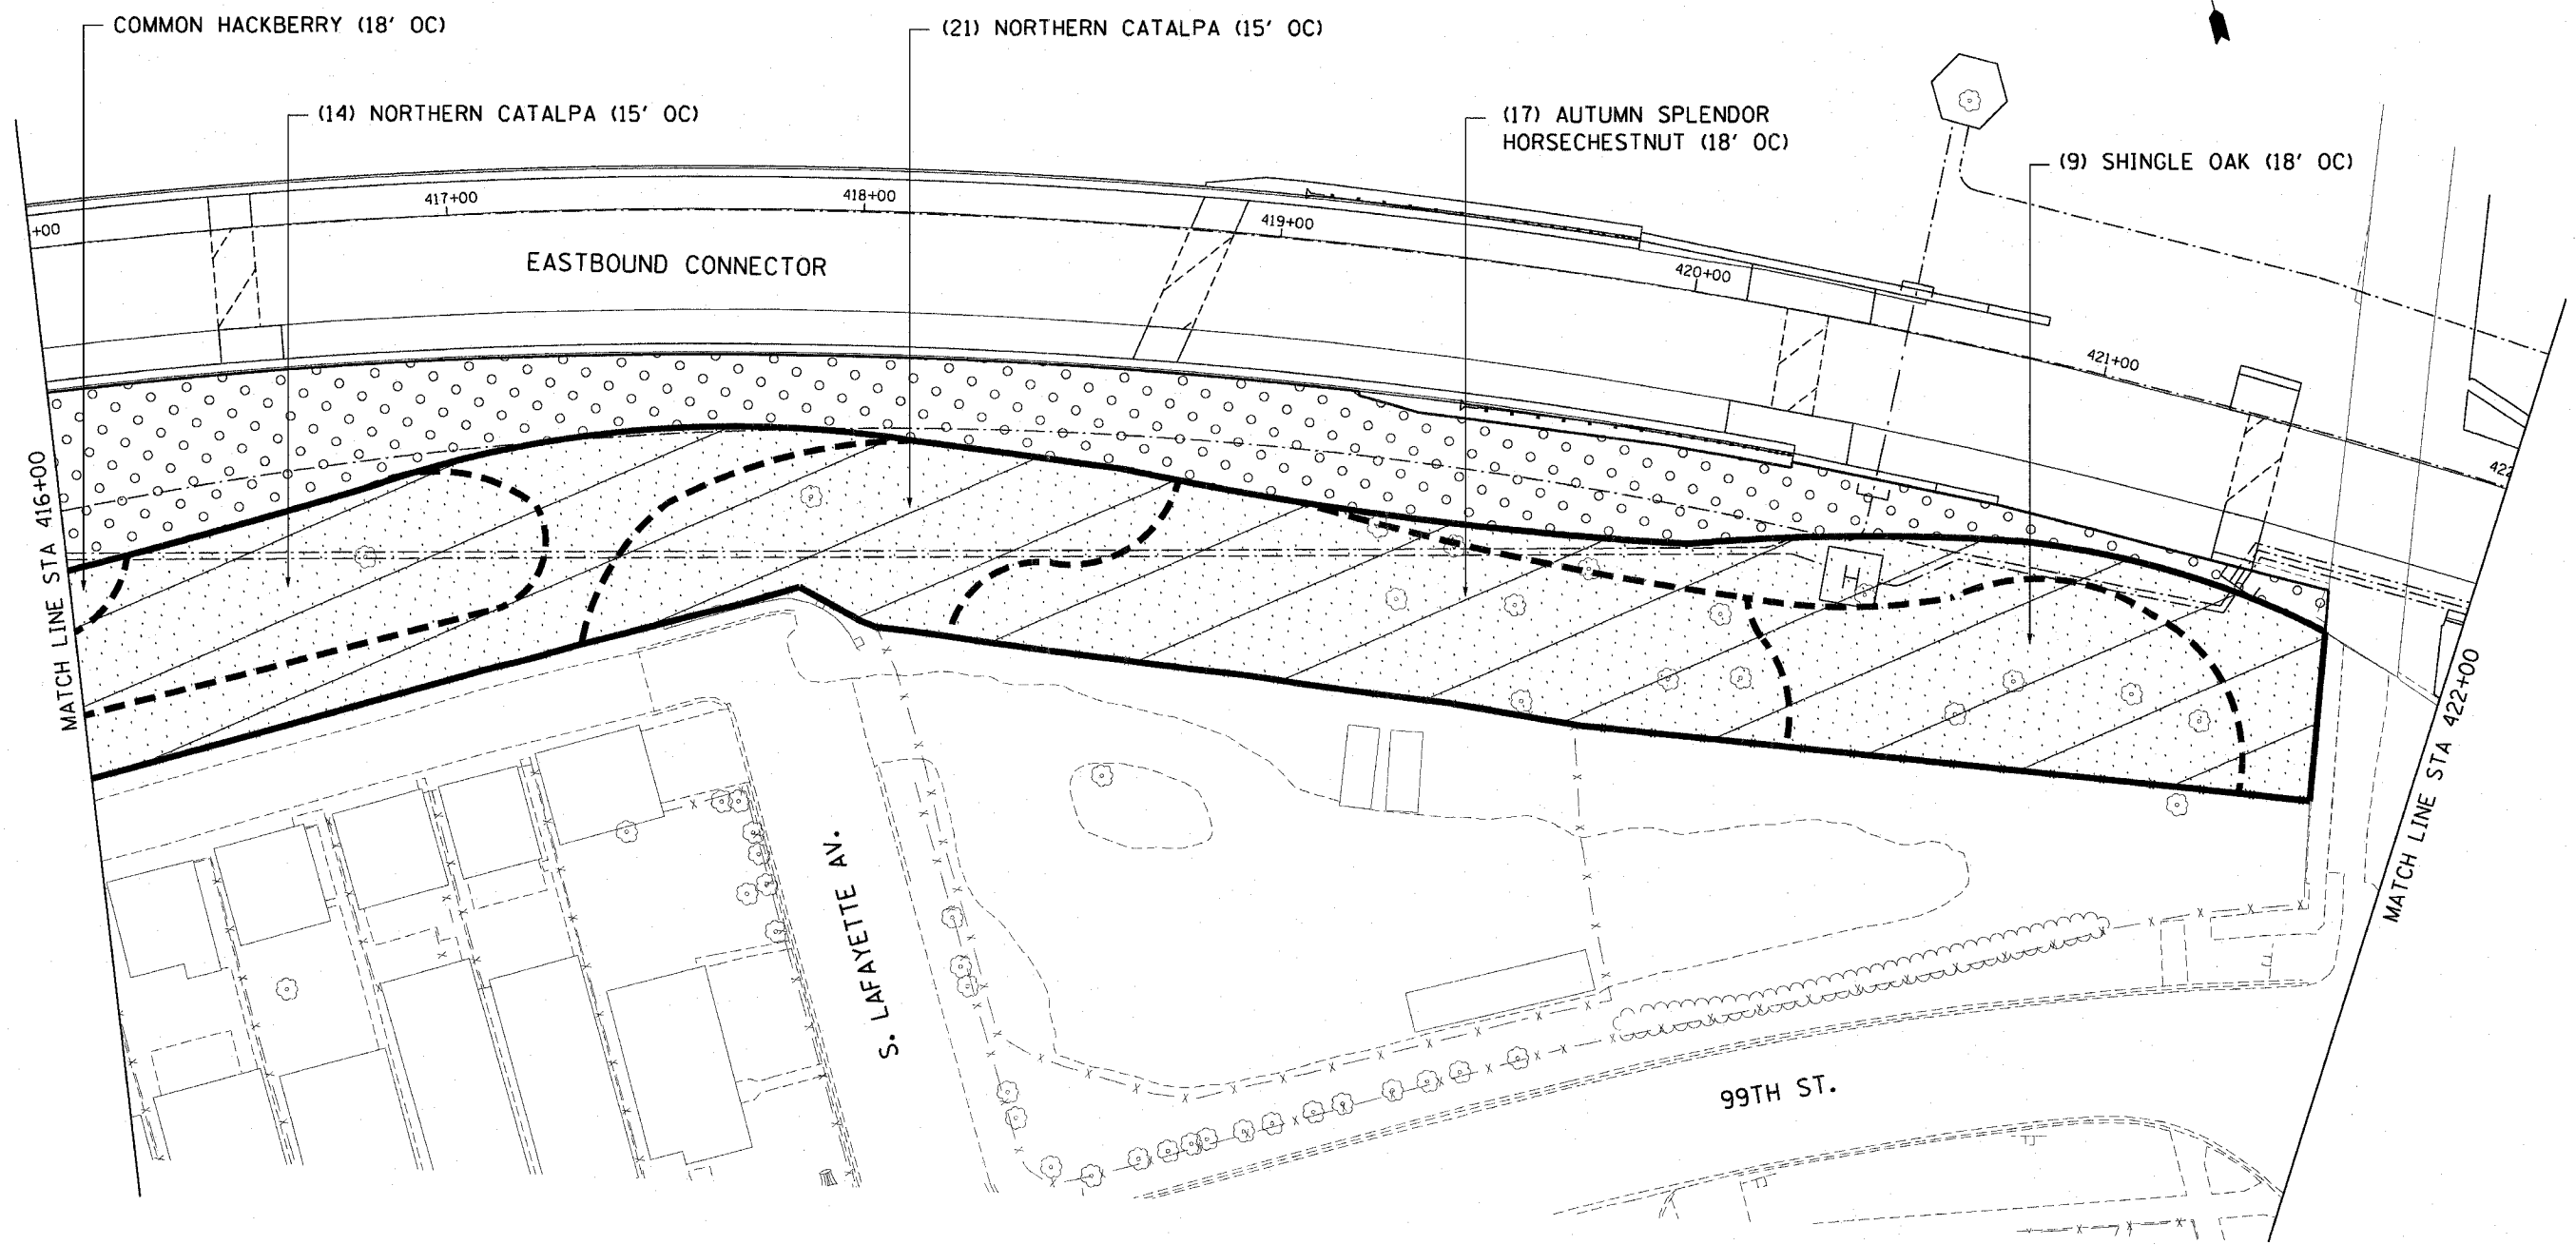 COMMON HACKBERRY (18' OC)
(21) NORTHERN CATALPA (15' OC)
(14) NORTHERN CATALPA (15' OC)
(17) AUTUMN SPLENDOR
HORSECHESTNUT (18' OC)
(9) SHINGLE OAK (18' OC)
+00
417+00
418+00
419+00
420+00
421+00
422
EASTBOUND CONNECTOR
MATCH LINE STA 416+00
H
MATCH LINE STA 422+00
S. LAFAYETTE AV.
99TH ST.